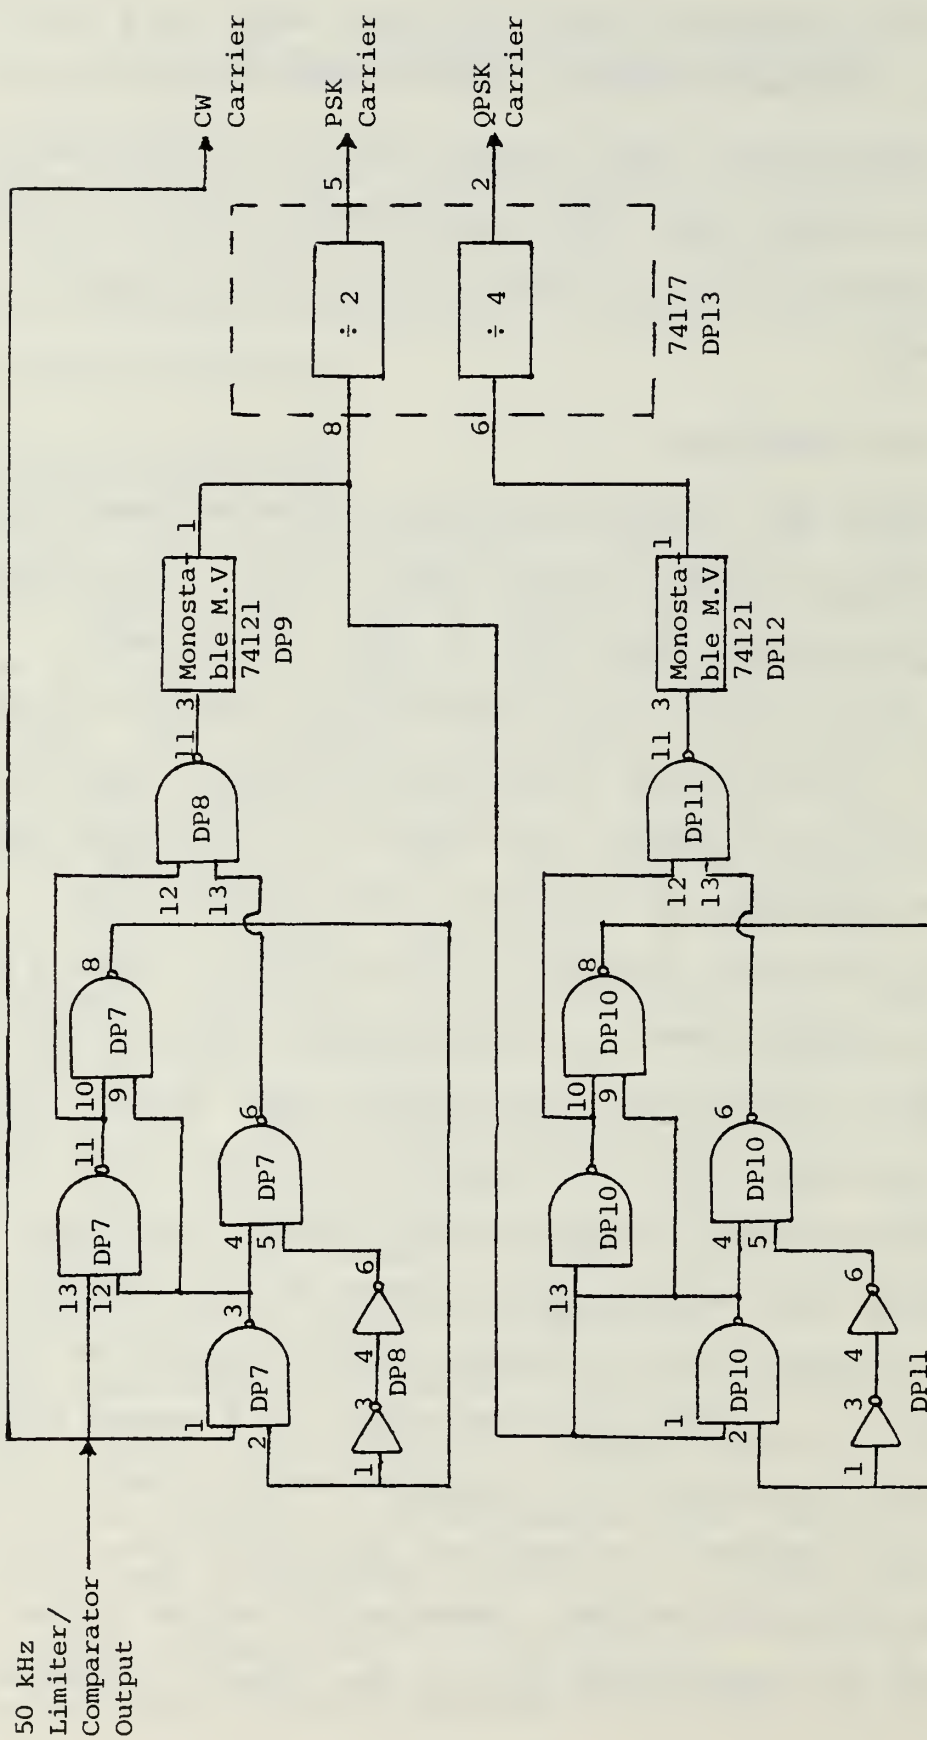 50 kHz
Limiter/
Comparator
Output
CW
Carrier
13
12
DP7
11
10
9
DP7
8
12
13
DP8
11
3
Monosta-
ble M.V
74121
DP9
1
1
2
DP7
3
4
5
DP7
6
1
3
4
6
DP8
8
÷ 2
5
PSK
Carrier
6
÷ 4
2
QPSK
Carrier
74177
DP13
13
DP10
10
9
DP10
8
12
13
DP11
11
3
Monosta-
ble M.V
74121
DP12
1
1
2
DP10
4
5
DP10
6
1
3
4
6
DP11